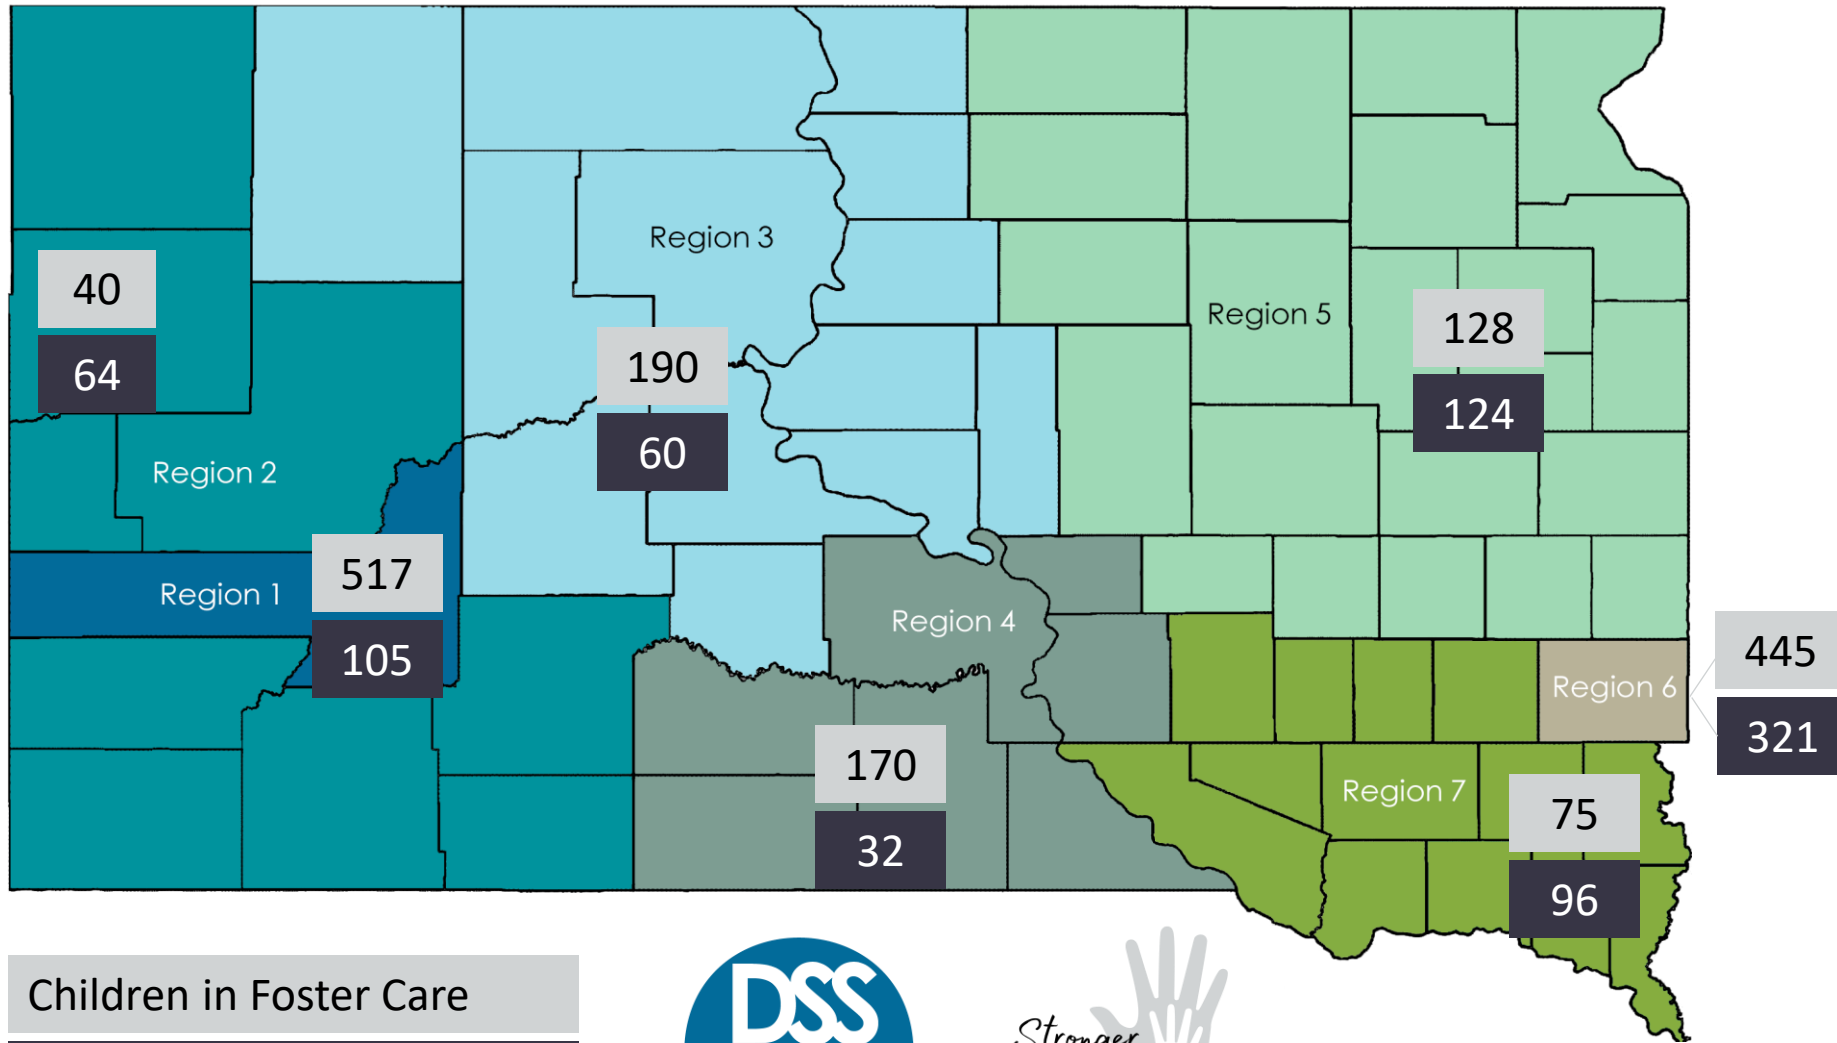 Region 3
40
64
Region 5
128
124
190
60
Region 2
517
105
Region 1
Region 4
445
321
Region 6
170
32
Region 7
75
96
Children in Foster Care
DSS
Stronger